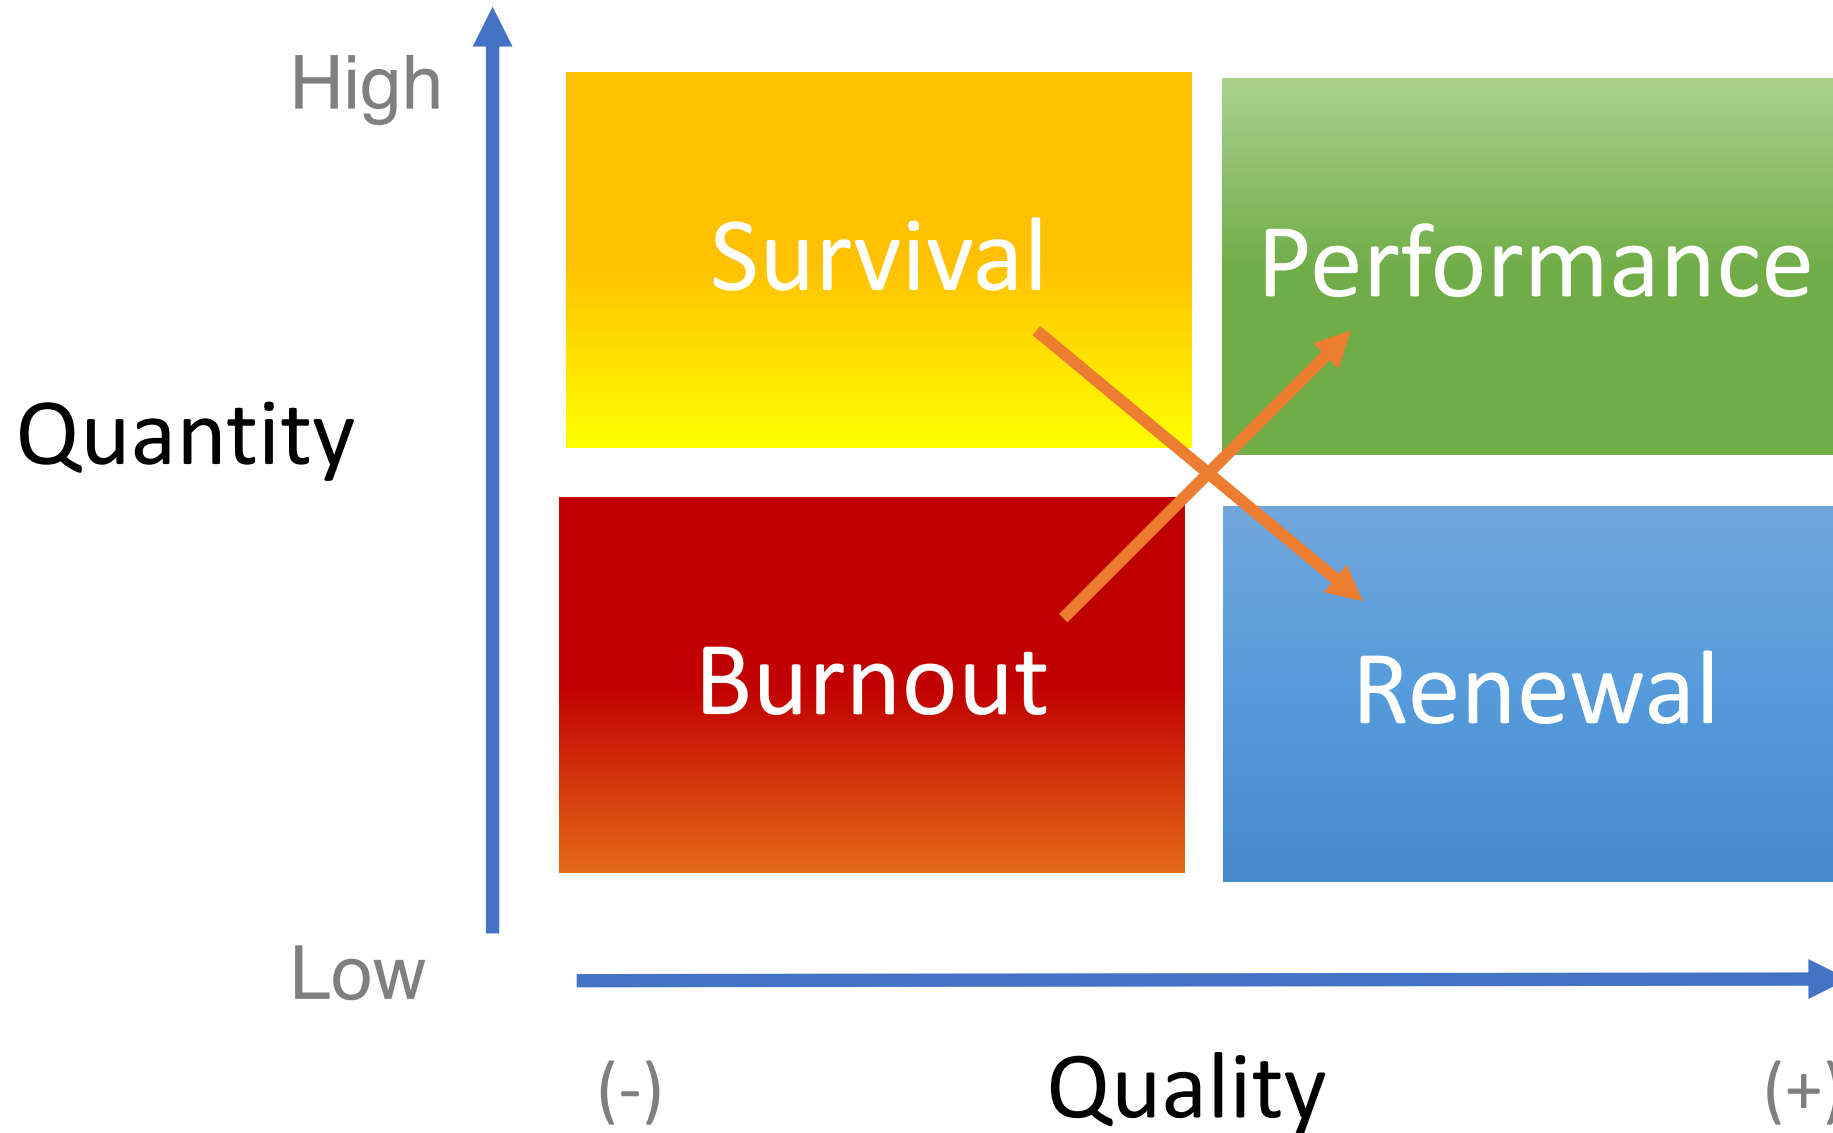 High
Survival
Performance
Quantity
Burnout
Renewal
Low
(-)
Quality
(+)